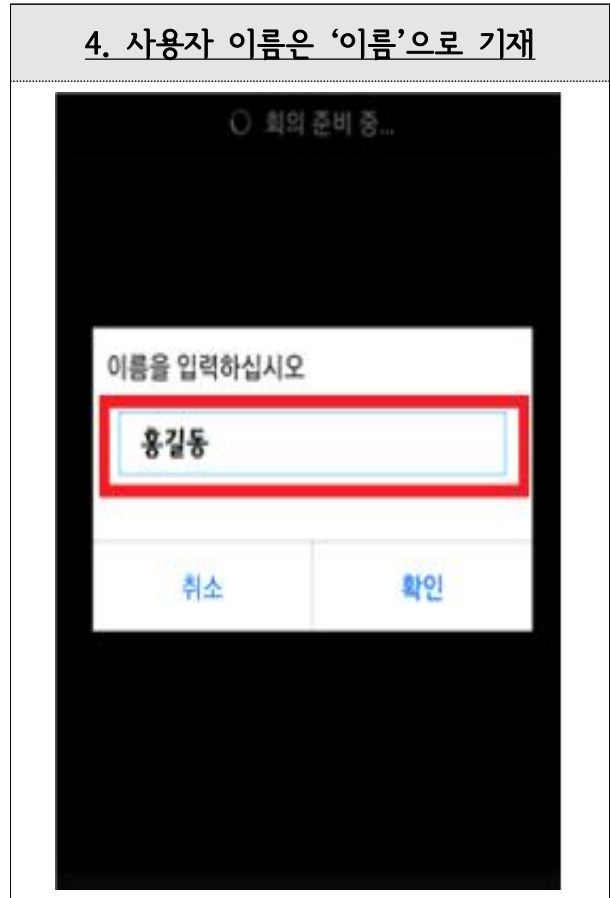 4. 사용자 이름은 ‘이름’으로 기재
회의 준비 중...
이름을 입력하십시오
홍길동
취소 확인